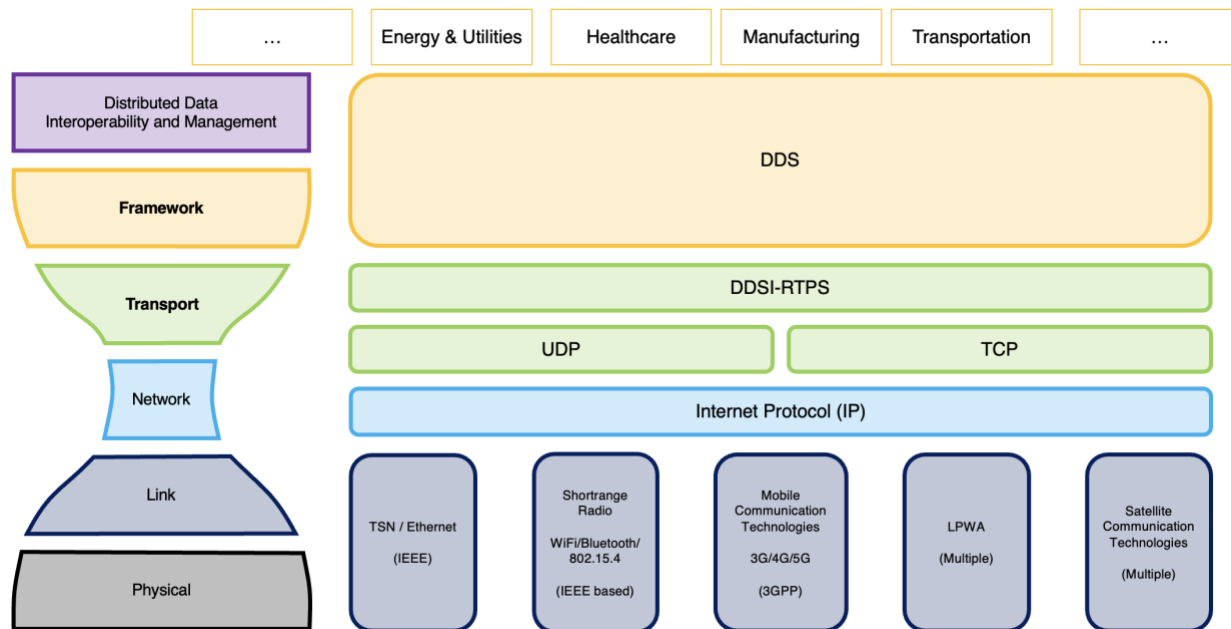 …
Energy & Utilities
Healthcare
Manufacturing
Transportation
…
Distributed Data
Interoperability and Management
DDS
Framework
DDSI-RTPS
Transport
UDP
TCP
Network
Internet Protocol (IP)
Link
TSN / Ethernet
(IEEE)
Shortrange
Radio
WiFi/Bluetooth/
802.15.4
(IEEE based)
Mobile
Communication
Technologies
3G/4G/5G
(3GPP)
LPWA
(Multiple)
Satellite
Communication
Technologies
(Multiple)
Physical